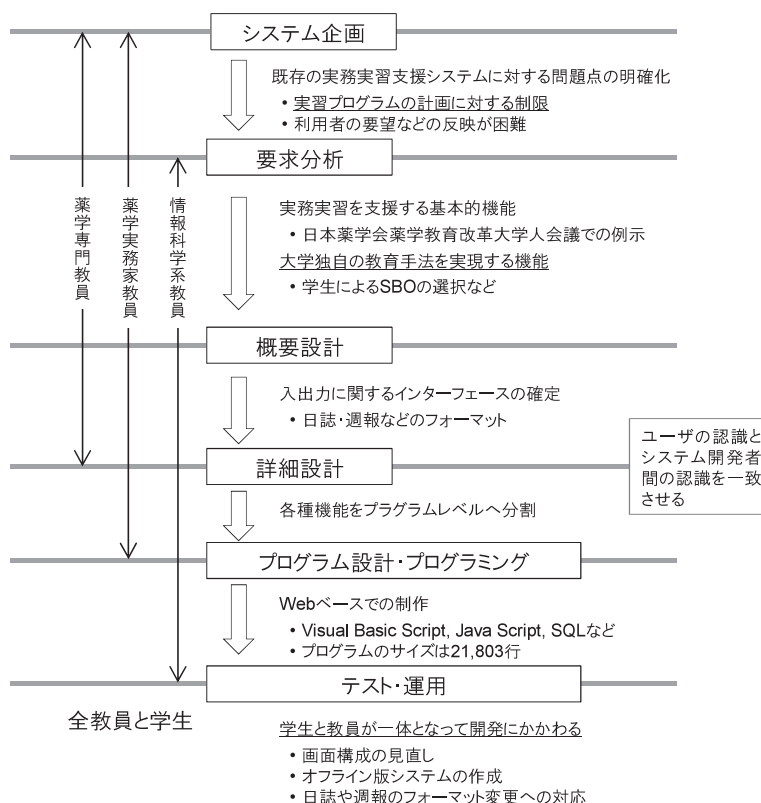 システム企画
既存の実務実習支援システムに対する問題点の明確化
• 実習プログラムの計画に対する制限
• 利用者の要望などの反映が困難
要求分析
薬学専門教員
薬学実務家教員
情報科学系教員
実務実習を支援する基本的機能
• 日本薬学会薬学教育改革大学人会議での例示
大学独自の教育手法を実現する機能
• 学生によるSBOの選択など
概要設計
入出力に関するインターフェースの確定
• 日誌・週報などのフォーマット
ユーザの認識と
システム開発者
間の認識を一致
させる
詳細設計
各種機能をプラグラムレベルへ分割
プログラム設計・プログラミング
Webベースでの制作
• Visual Basic Script, Java Script, SQLなど
• プログラムのサイズは21,803行
テスト・運用
全教員と学生
学生と教員が一体となって開発にかかわる
• 画面構成の見直し
• オフライン版システムの作成
• 日誌や週報のフォーマット変更への対応